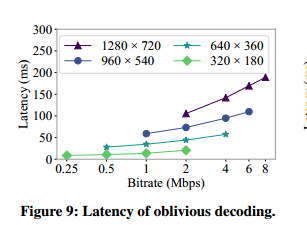 300
250
200
150
100
50
0
Latency (ms)
1280 × 720
640 × 360
960 × 540
320 × 180
0.25 0.5 1 2 4 6 8
Bitrate (Mbps)
Figure 9: Latency of oblivious decoding.